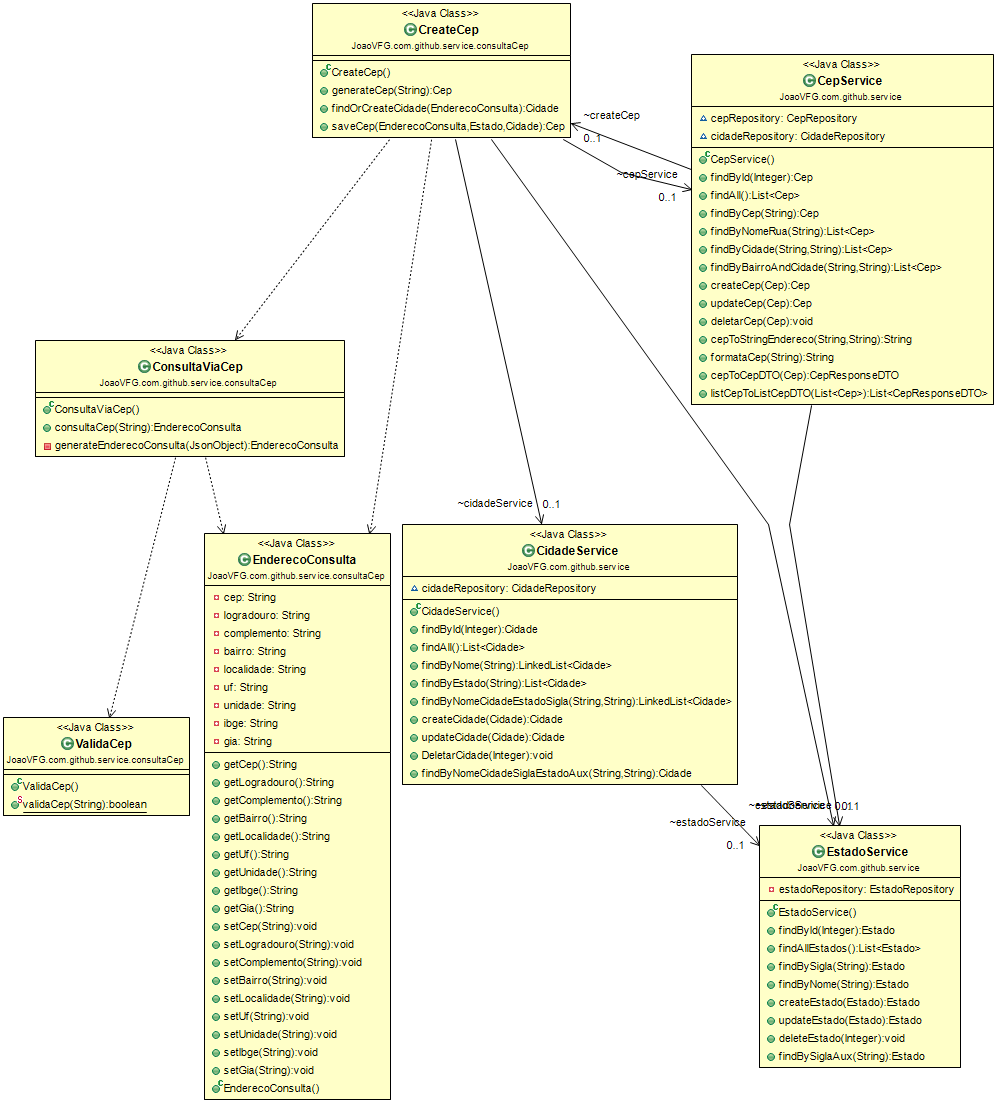 <<Java Class>>
CreateCep
JoaoVFG.com.github.service.consultaCep
CreateCep()
generateCep(String):Cep
findOrCreateCidade(EnderecoConsulta):Cidade
saveCep(EnderecoConsulta,Estado,Cidade):Cep
<<Java Class>>
CepService
JoaoVFG.com.github.service
cepRepository: CepRepository
cidadeRepository: CidadeRepository
CepService()
findById(Integer):Cep
findAll():List<Cep>
findByCep(String):Cep
findByNomeRua(String):List<Cep>
findByCidade(String,String):List<Cep>
findByBairroAndCidade(String,String):List<Cep>
createCep(Cep):Cep
updateCep(Cep):Cep
deletarCep(Cep):void
cepToStringEndereco(String,String):String
formataCep(String):String
cepToCepDTO(Cep):CepResponseDTO
listCepToListCepDTO(List<Cep>):List<CepResponseDTO>
~createCep
0..1
~cepService
0..1
<<Java Class>>
ConsultaViaCep
JoaoVFG.com.github.service.consultaCep
ConsultaViaCep()
consultaCep(String):EnderecoConsulta
generateEnderecoConsulta(JsonObject):EnderecoConsulta
~cidadeService
0..1
<<Java Class>>
EnderecoConsulta
JoaoVFG.com.github.service.consultaCep
cep: String
logradouro: String
complemento: String
bairro: String
localidade: String
uf: String
unidade: String
ibge: String
gia: String
getCep():String
getLogradouro():String
getComplemento():String
getBairro():String
getLocalidade():String
getUf():String
getUnidade():String
getIbge():String
getGia():String
setCep(String):void
setLogradouro(String):void
setComplemento(String):void
setBairro(String):void
setLocalidade(String):void
setUf(String):void
setUnidade(String):void
setIbge(String):void
setGia(String):void
EnderecoConsulta()
<<Java Class>>
CidadeService
JoaoVFG.com.github.service
cidadeRepository: CidadeRepository
CidadeService()
findById(Integer):Cidade
findAll():List<Cidade>
findByNome(String):LinkedList<Cidade>
findByEstado(String):List<Cidade>
findByNomeCidadeEstadoSigla(String,String):LinkedList<Cidade>
createCidade(Cidade):Cidade
updateCidade(Cidade):Cidade
DeletarCidade(Integer):void
findByNomeCidadeSiglaEstadoAux(String,String):Cidade
<<Java Class>>
ValidaCep
JoaoVFG.com.github.service.consultaCep
ValidaCep()
validaCep(String):boolean
~estadoService
0..1
<<Java Class>>
EstadoService
JoaoVFG.com.github.service
estadoRepository: EstadoRepository
EstadoService()
findById(Integer):Estado
findAllEstados():List<Estado>
findBySigla(String):Estado
findByNome(String):Estado
createEstado(Estado):Estado
updateEstado(Estado):Estado
deleteEstado(Integer):void
findBySiglaAux(String):Estado